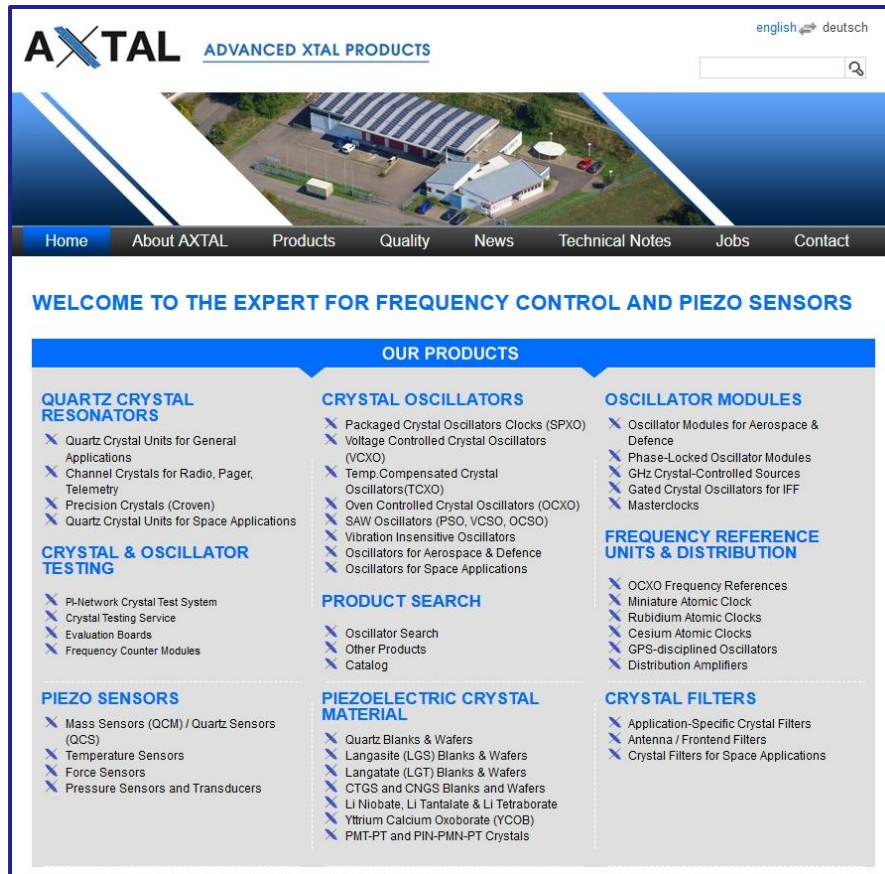 AXTAL
ADVANCED XTAL PRODUCTS
english deutsch
Home About AXTAL Products Quality News Technical Notes Jobs Contact
WELCOME TO THE EXPERT FOR FREQUENCY CONTROL AND PIEZO SENSORS
OUR PRODUCTS
QUARTZ CRYSTAL
RESONATORS
Quartz Crystal Units for General
Applications
Channel Crystals for Radio, Pager,
Telemetry
Precision Crystals (Croven)
Quartz Crystal Units for Space Applications
CRYSTAL & OSCILLATOR
TESTING
PI-Network Crystal Test System
Crystal Testing Service
Evaluation Boards
Frequency Counter Modules
PIEZO SENSORS
Mass Sensors (QCM) / Quartz Sensors
(QCS)
Temperature Sensors
Force Sensors
Pressure Sensors and Transducers
CRYSTAL OSCILLATORS
Packaged Crystal Oscillators Clocks (SPXO)
Voltage Controlled Crystal Oscillators
(VCXO)
Temp.Compensated Crystal
Oscillators(TCXO)
Oven Controlled Crystal Oscillators (OCXO)
SAW Oscillators (PSO, VCSO, OCSO)
Vibration Insensitive Oscillators
Oscillators for Aerospace & Defence
Oscillators for Space Applications
PRODUCT SEARCH
Oscillator Search
Other Products
Catalog
PIEZOELECTRIC CRYSTAL
MATERIAL
Quartz Blanks & Wafers
Langasite (LGS) Blanks & Wafers
Langatate (LGT) Blanks & Wafers
CTGS and CNGS Blanks and Wafers
Li Niobate, Li Tantalate & Li Tetraborate
Yttrium Calcium Oxoborate (YCOB)
PMT-PT and PIN-PMN-PT Crystals
OSCILLATOR MODULES
Oscillator Modules for Aerospace &
Defence
Phase-Locked Oscillator Modules
GHz Crystal-Controlled Sources
Gated Crystal Oscillators for IFF
Masterclocks
FREQUENCY REFERENCE
UNITS & DISTRIBUTION
OCXO Frequency References
Miniature Atomic Clock
Rubidium Atomic Clocks
Cesium Atomic Clocks
GPS-disciplined Oscillators
Distribution Amplifiers
CRYSTAL FILTERS
Application-Specific Crystal Filters
Antenna / Frontend Filters
Crystal Filters for Space Applications